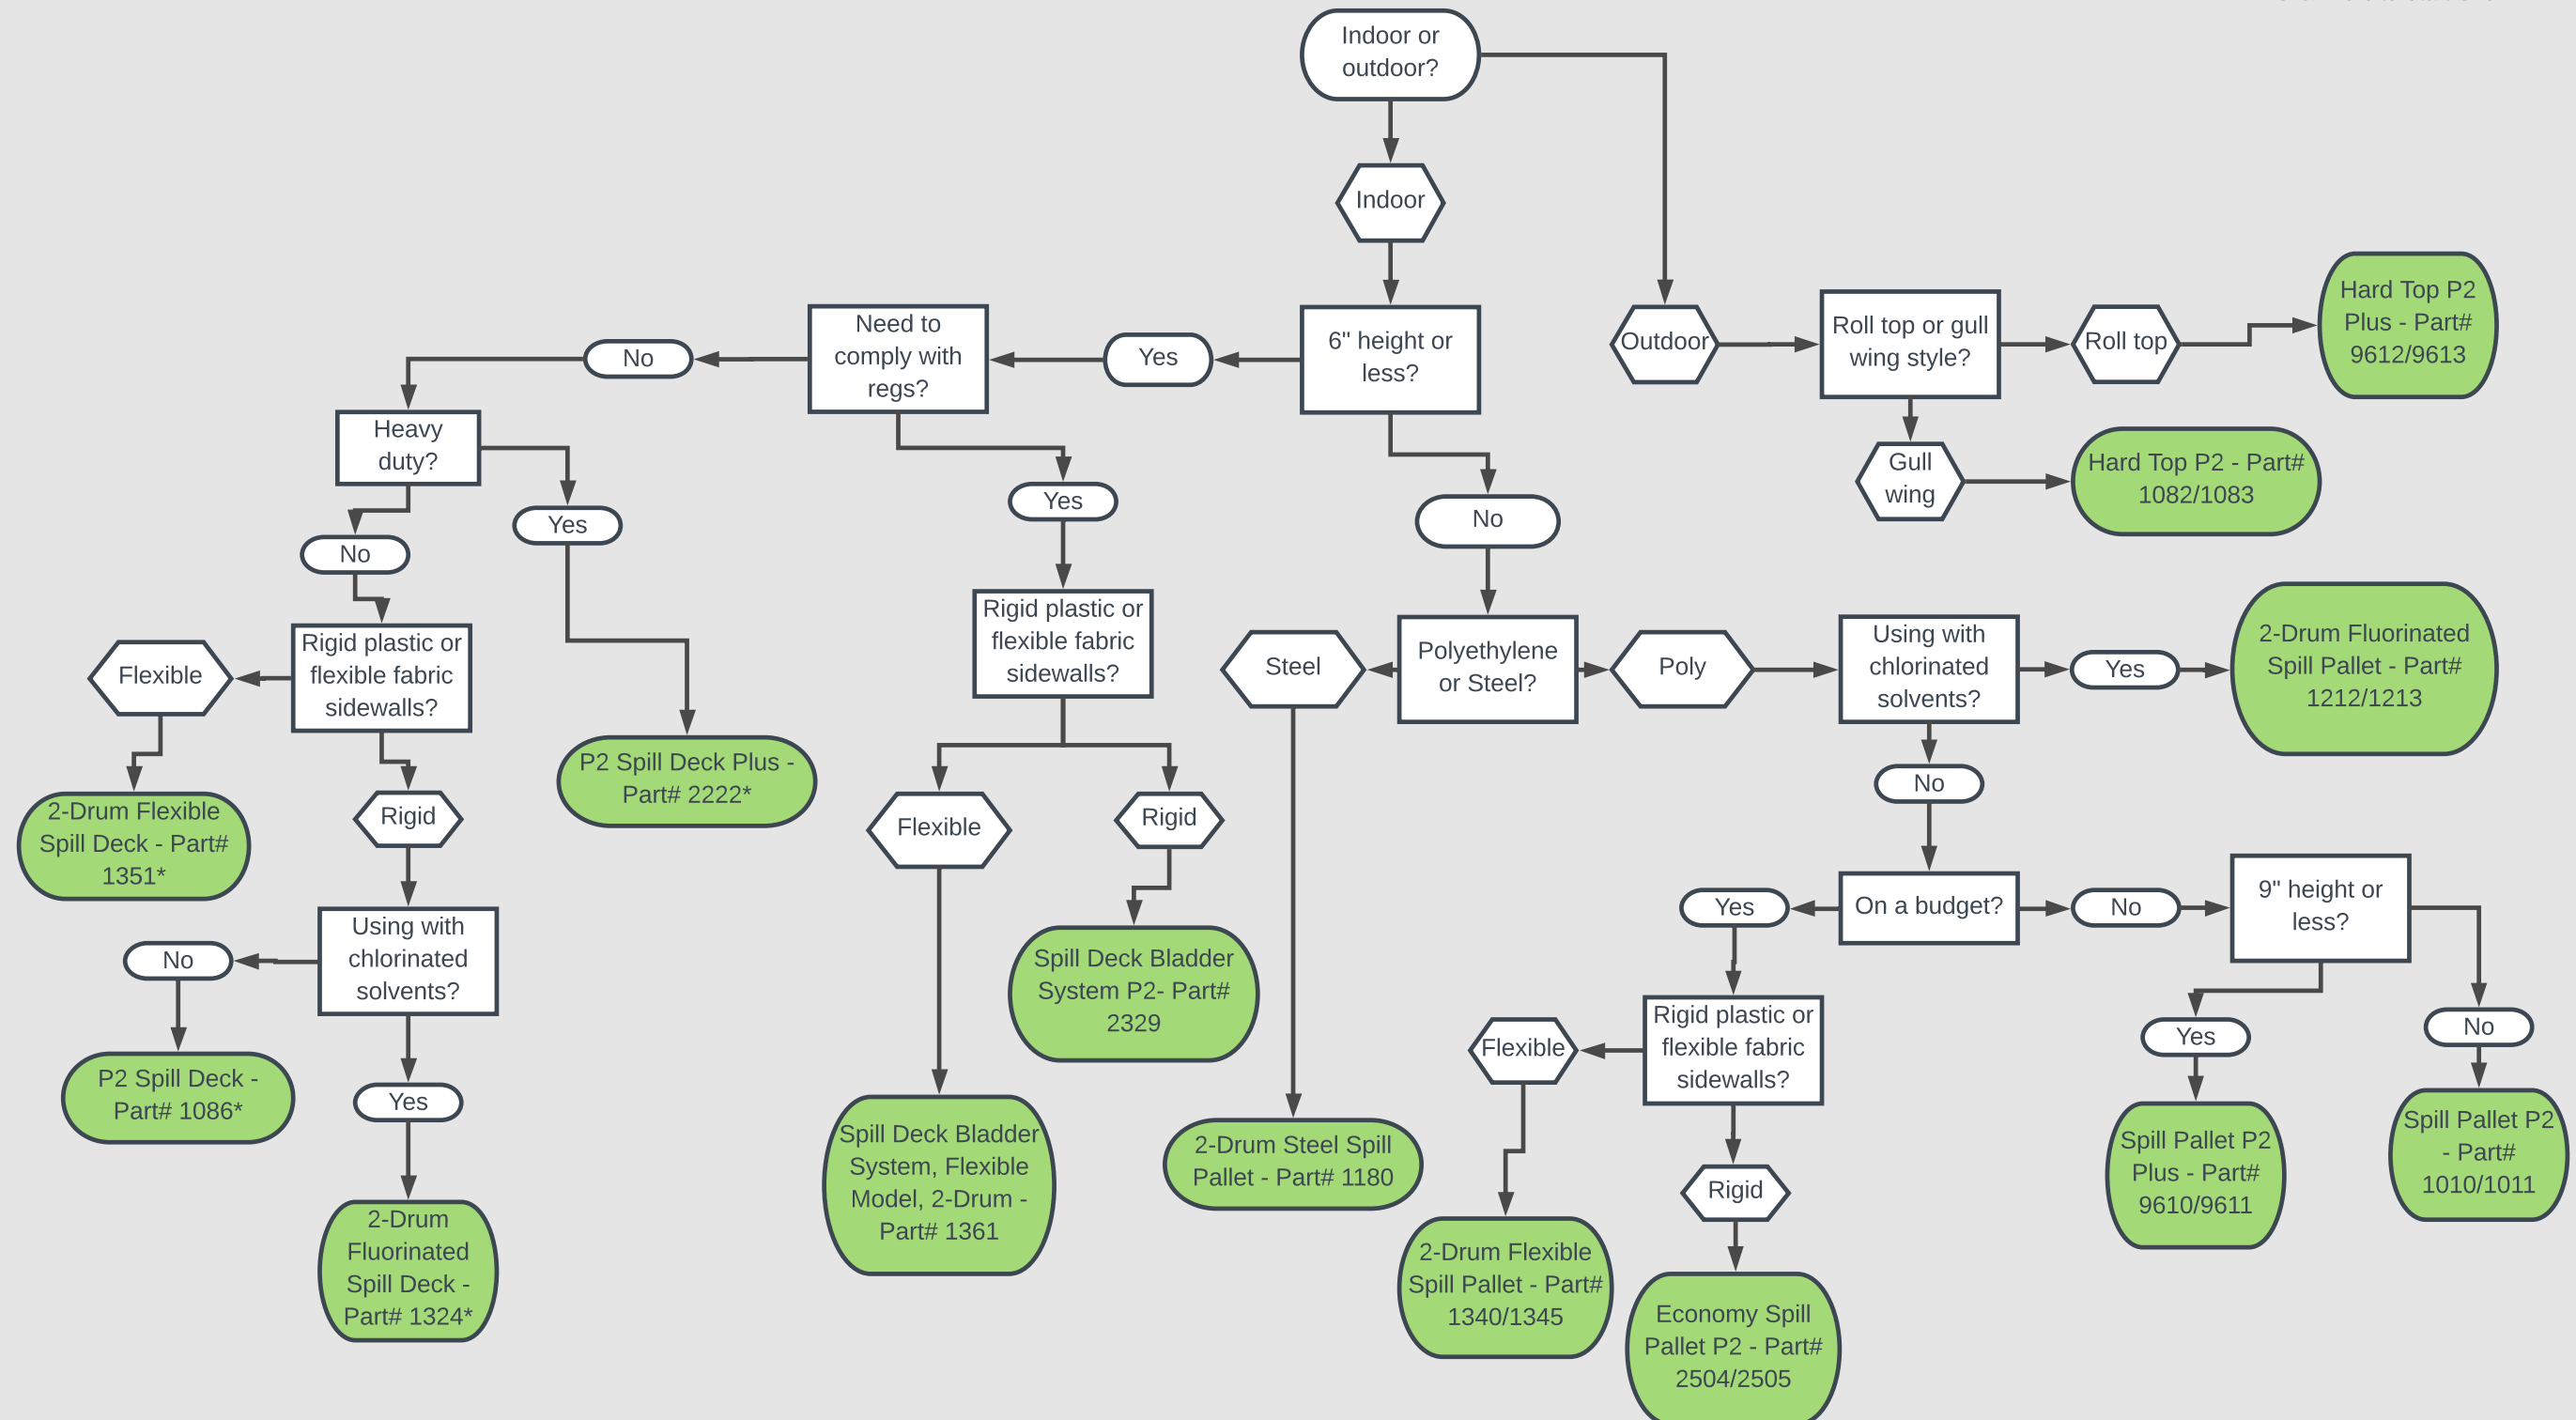 Indoor or
outdoor?
Indoor
Hard Top P2
Plus - Part#
9612/9613
Need to
comply with
regs?
6" height or
less?
Roll top or gull
wing style?
Outdoor
Roll top
No
Yes
Heavy
duty?
Gull
wing
Hard Top P2 - Part#
1082/1083
Yes
No
Yes
No
Rigid plastic or
flexible fabric
sidewalls?
Flexible
Rigid plastic or
flexible fabric
sidewalls?
Steel
Polyethylene
or Steel?
Poly
Using with
chlorinated
solvents?
Yes
2-Drum Fluorinated
Spill Pallet - Part#
1212/1213
P2 Spill Deck Plus -
Part# 2222*
No
2-Drum Flexible
Spill Deck - Part#
1351*
Rigid
Flexible
Rigid
Yes
On a budget?
No
9" height or
less?
Using with
chlorinated
solvents?
No
Spill Deck Bladder
System P2- Part#
2329
Flexible
Rigid plastic or
flexible fabric
sidewalls?
Yes
No
P2 Spill Deck -
Part# 1086*
Yes
Spill Deck Bladder
System, Flexible
Model, 2-Drum -
Part# 1361
2-Drum Steel Spill
Pallet - Part# 1180
Rigid
Spill Pallet P2
Plus - Part#
9610/9611
Spill Pallet P2
- Part#
1010/1011
2-Drum
Fluorinated
Spill Deck -
Part# 1324*
2-Drum Flexible
Spill Pallet - Part#
1340/1345
Economy Spill
Pallet P2 - Part#
2504/2505